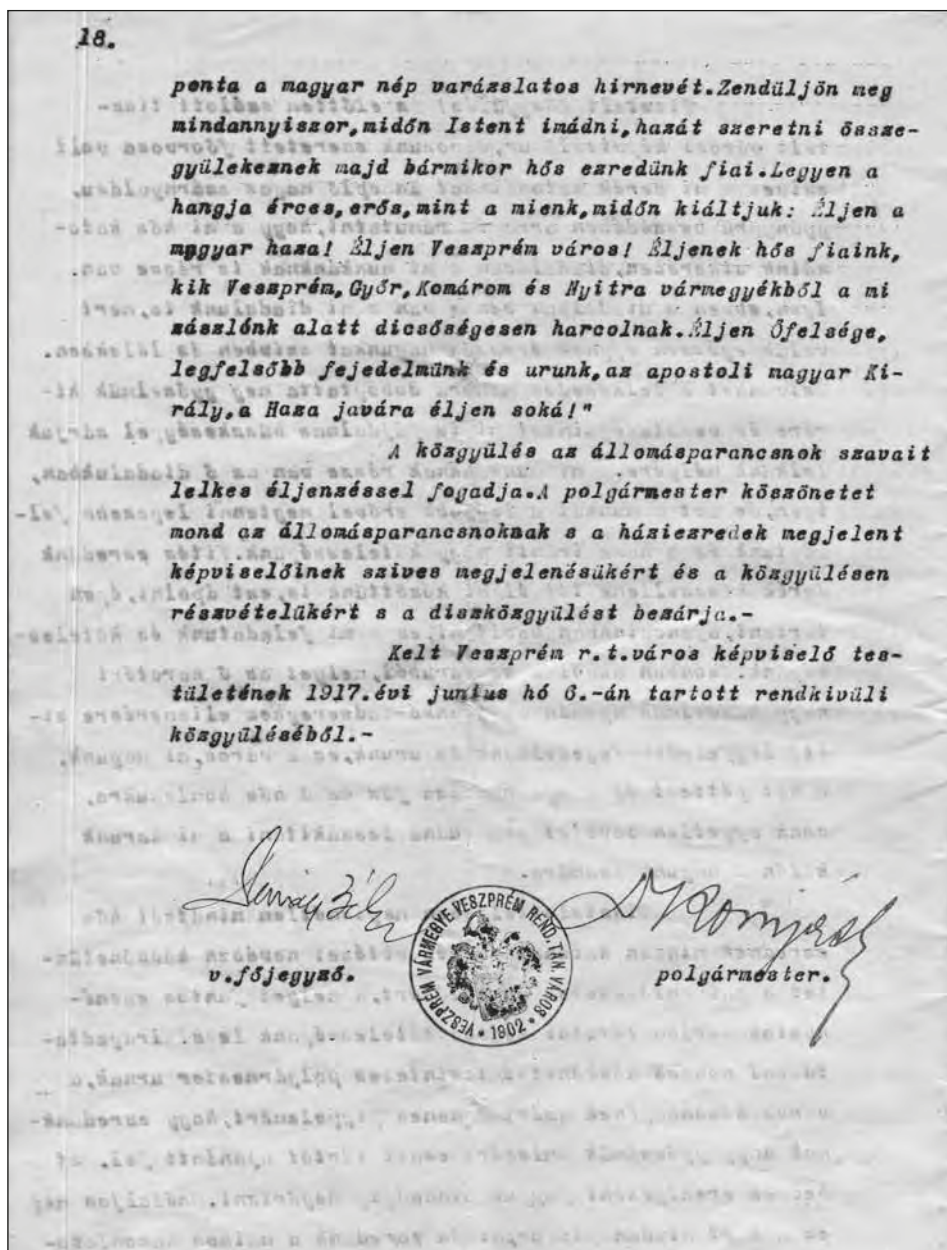 18.
penta a magyar nép varázslatos hirnevét.Zendüljön meg
mindannyiszor,midőn Istent imádni,hazát szeretni össze-
gyülekeznek majd bármikor hős ezredünk fiai.Legyen a
hangja érces,erős,mint a mienk,midőn kiáltjuk: Éljen a
magyar haza! Éljen Veszprém város! Éljenek hős fiaink,
kik Veszprém,Győr,Komárom és Nyitra vármegyékből a mi
zászlónk alatt dicsőségesen harcolnak.Éljen Őfelsége,
legfelsőbb fejedelmünk és urunk,az apostoli magyar Ki-
rály,a Haza javára éljen soká!"
A közgyülés az állomásparancsnok szavait
lelkes éljenzéssel fogadja.A polgármester köszönetet
mond az állomásparancsnoknak s a háziezredek megjelent
képviselőinek szives megjelenésükért és a közgyülésen
részvételükért s a diszközgyülést bezárja.-
Kelt Veszprém r.t.város képviselő tes-
tületének 1917.évi junius hó 6.-án tartott rendkivüli
közgyüléséből.-
Dr Komjáthy
VESZPRÉM VÁRMEGYE VESZPRÉM REND. TAN. VÁROS * 1902 *
v.főjegyző. polgármester.